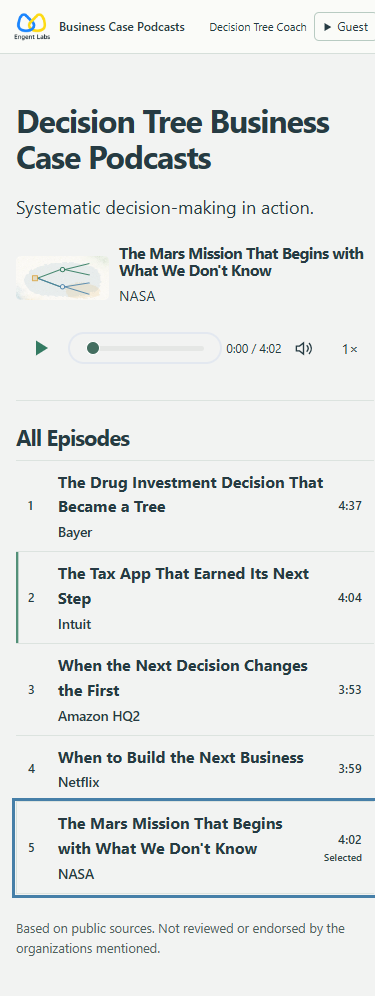 Engent Labs
Business Case Podcasts
Decision Tree Coach
Guest
Decision Tree Business
Case Podcasts
Systematic decision-making in action.
The Mars Mission That Begins with
What We Don't Know
NASA
0:00 / 4:02
1×
All Episodes
1
The Drug Investment Decision That
Became a Tree
Bayer
4:37
2
The Tax App That Earned Its Next
Step
Intuit
4:04
3
When the Next Decision Changes
the First
Amazon HQ2
3:53
4
When to Build the Next Business
Netflix
3:59
5
The Mars Mission That Begins
with What We Don't Know
NASA
4:02
Selected
Based on public sources. Not reviewed or endorsed by the
organizations mentioned.